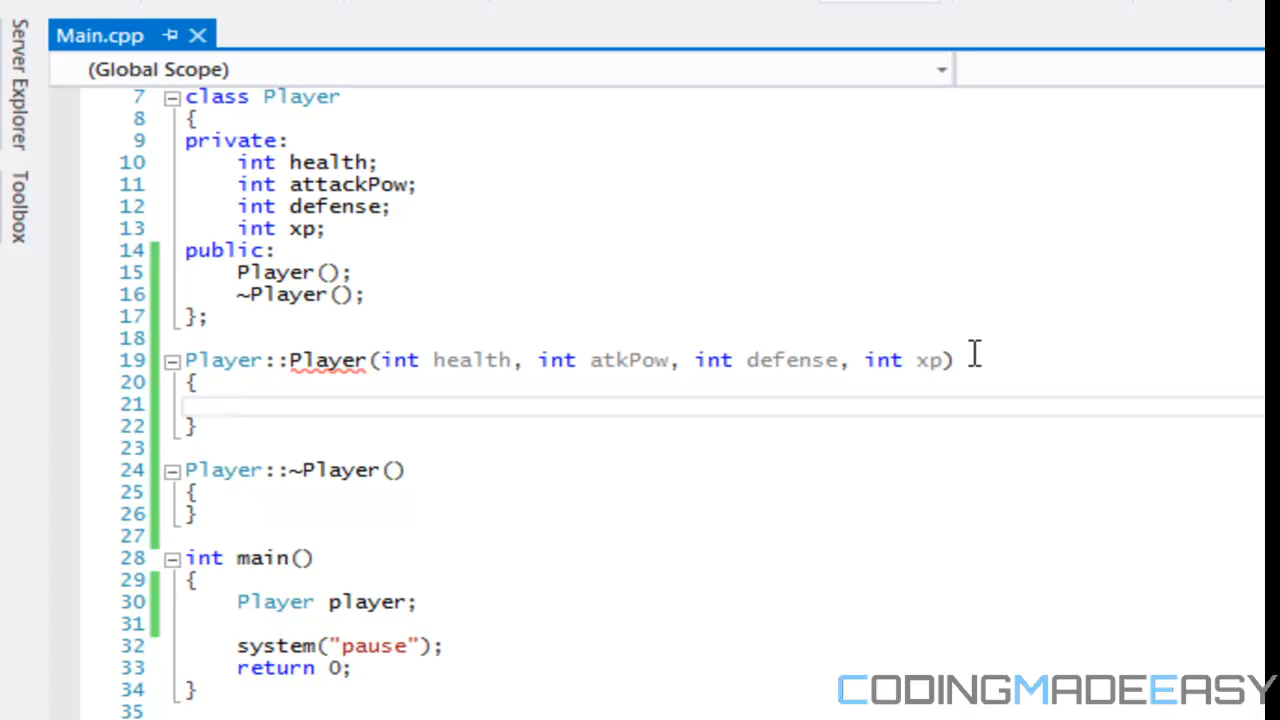 Server Explorer
Toolbox
Main.cpp
(Global Scope)
7 class Player
8 {
9 private:
10 int health;
11 int attackPow;
12 int defense;
13 int xp;
14 public:
15 Player();
16 ~Player();
17 };
18
19 Player::Player(int health, int atkPow, int defense, int xp)
20 {
21
22 }
23
24 Player::~Player()
25 {
26 }
27
28 int main()
29 {
30 Player player;
31
32 system("pause");
33 return 0;
34 }
35
CODINGMADEEASY